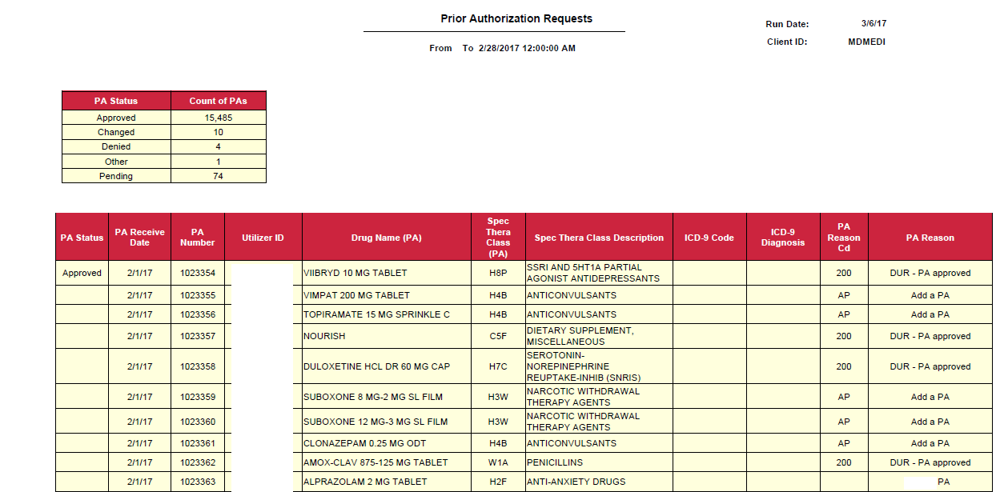 Prior Authorization Requests
Run Date: 3/6/17
From To 2/28/2017 12:00:00 AM
Client ID: MDMEDI
PA Status Count of PAs
Approved 15,485
Changed 10
Denied 4
Other 1
Pending 74
PA Status PA Receive Date PA Number Utilizer ID Drug Name (PA) Spec Thera Class (PA) Spec Thera Class Description ICD-9 Code ICD-9 Diagnosis PA Reason Cd PA Reason
Approved 2/1/17 1023354 VIIBRYD 10 MG TABLET H8P SSRI AND 5HT1A PARTIAL AGONIST ANTIDEPRESSANTS 200 DUR - PA approved
2/1/17 1023355 VIMPAT 200 MG TABLET H4B ANTICONVULSANTS AP Add a PA
2/1/17 1023356 TOPIRAMATE 15 MG SPRINKLE C H4B ANTICONVULSANTS AP Add a PA
2/1/17 1023357 NOURISH C5F DIETARY SUPPLEMENT, MISCELLANEOUS 200 DUR - PA approved
2/1/17 1023358 DULOXETINE HCL DR 60 MG CAP H7C SEROTONIN-NOREPINEPHRINE REUPTAKE-INHIB (SNRIS) 200 DUR - PA approved
2/1/17 1023359 SUBOXONE 8 MG-2 MG SL FILM H3W NARCOTIC WITHDRAWAL THERAPY AGENTS AP Add a PA
2/1/17 1023360 SUBOXONE 12 MG-3 MG SL FILM H3W NARCOTIC WITHDRAWAL THERAPY AGENTS AP Add a PA
2/1/17 1023361 CLONAZEPAM 0.25 MG ODT H4B ANTICONVULSANTS AP Add a PA
2/1/17 1023362 AMOX-CLAV 875-125 MG TABLET W1A PENICILLINS 200 DUR - PA approved
2/1/17 1023363 ALPRAZOLAM 2 MG TABLET H2F ANTI-ANXIETY DRUGS PA